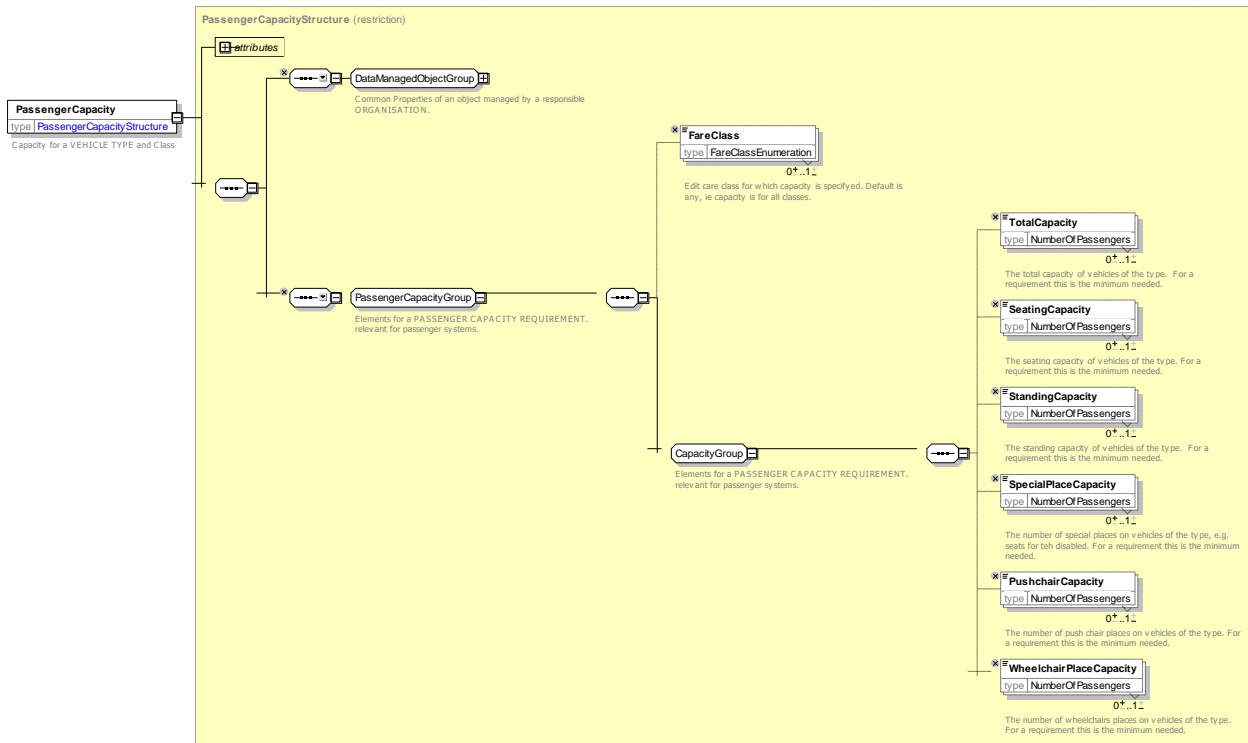 PassengerCapacityStructure (restriction)
attributes
DataManagedObjectGroup
Common Properties of an object managed by a responsible
ORGANISATION.
PassengerCapacity
type PassengerCapacityStructure
Capacity for a VEHICLE TYPE and Class
FareClass
type FareClassEnumeration
0..1
Edit care class for which capacity is specifyed. Default is
any, ie capacity is for all classes.
PassengerCapacityGroup
Elements for a PASSENGER CAPACITY REQUIREMENT.
relevant for passenger systems.
CapacityGroup
Elements for a PASSENGER CAPACITY REQUIREMENT.
relevant for passenger systems.
TotalCapacity
type NumberOfPassengers
0..1
The total capacity of vehicles of the type. For a
requirement this is the minimum needed.
SeatingCapacity
type NumberOfPassengers
0..1
The seating capacity of vehicles of the type. For a
requirement this is the minimum needed.
StandingCapacity
type NumberOfPassengers
0..1
The standing capacity of vehicles of the type. For a
requirement this is the minimum needed.
SpecialPlaceCapacity
type NumberOfPassengers
0..1
The number of special places on vehicles of the type, e.g.
seats for teh disabled. For a requirement this is the minimum
needed.
PushchairCapacity
type NumberOfPassengers
0..1
The number of push chair places on vehicles of the type. For
a requirement this is the minimum needed.
WheelchairPlaceCapacity
type NumberOfPassengers
0..1
The number of wheelchairs places on vehicles of the type.
For a requirement this is the minimum needed.